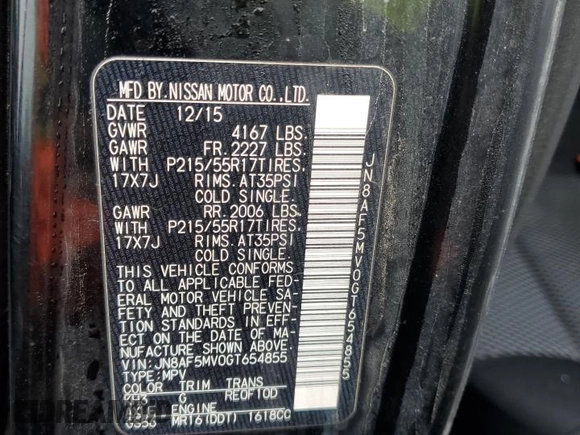 MFD BY.NISSAN MOTOR CO.,LTD.
DATE 12/15
GVWR 4167 LBS.
GAWR FR. 2227 LBS.
WITH P215/55R17TIRES.
17X7J RIMS.AT35PSI
COLD SINGLE.
GAWR RR. 2006 LBS.
WITH P215/55R17TIRES.
17X7J RIMS.AT35PSI
COLD SINGLE.
THIS VEHICLE CONFORMS
TO ALL APPLICABLE FED-
ERAL MOTOR VEHICLE SA-
FETY AND THEFT PREVEN-
TION STANDARDS IN EFF-
ECT ON THE DATE OF MA-
NUFACTURE SHOWN ABOVE.
VIN:JN8AF5MV0GT654855
TYPE:MPV
COLOR TRIM TRANS
KH3 G RE0F10D
ENGINE
MR16(DDT) 1618CC
JN8AF5MV0GT654855